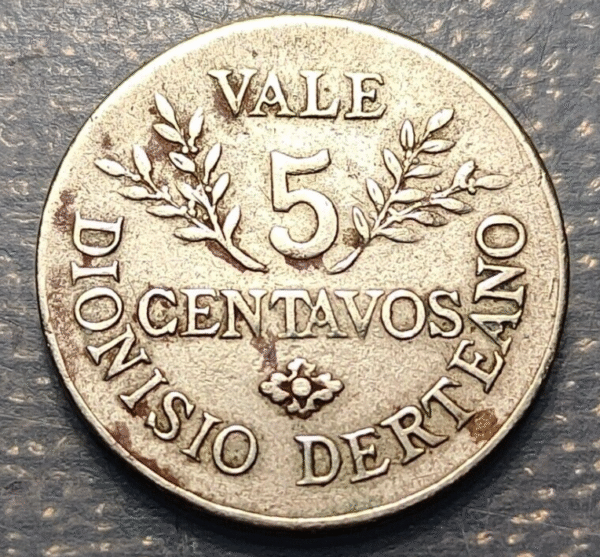 VALE
5
CENTAVOS
DIONISIO DERTEANO